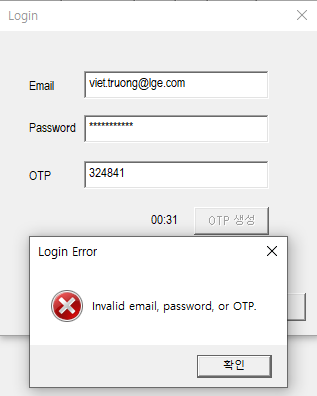 Login
Email
viet.truong@lge.com
Password
***********
OTP
324841
00:31
OTP 생성
Login Error
Invalid email, password, or OTP.
확인